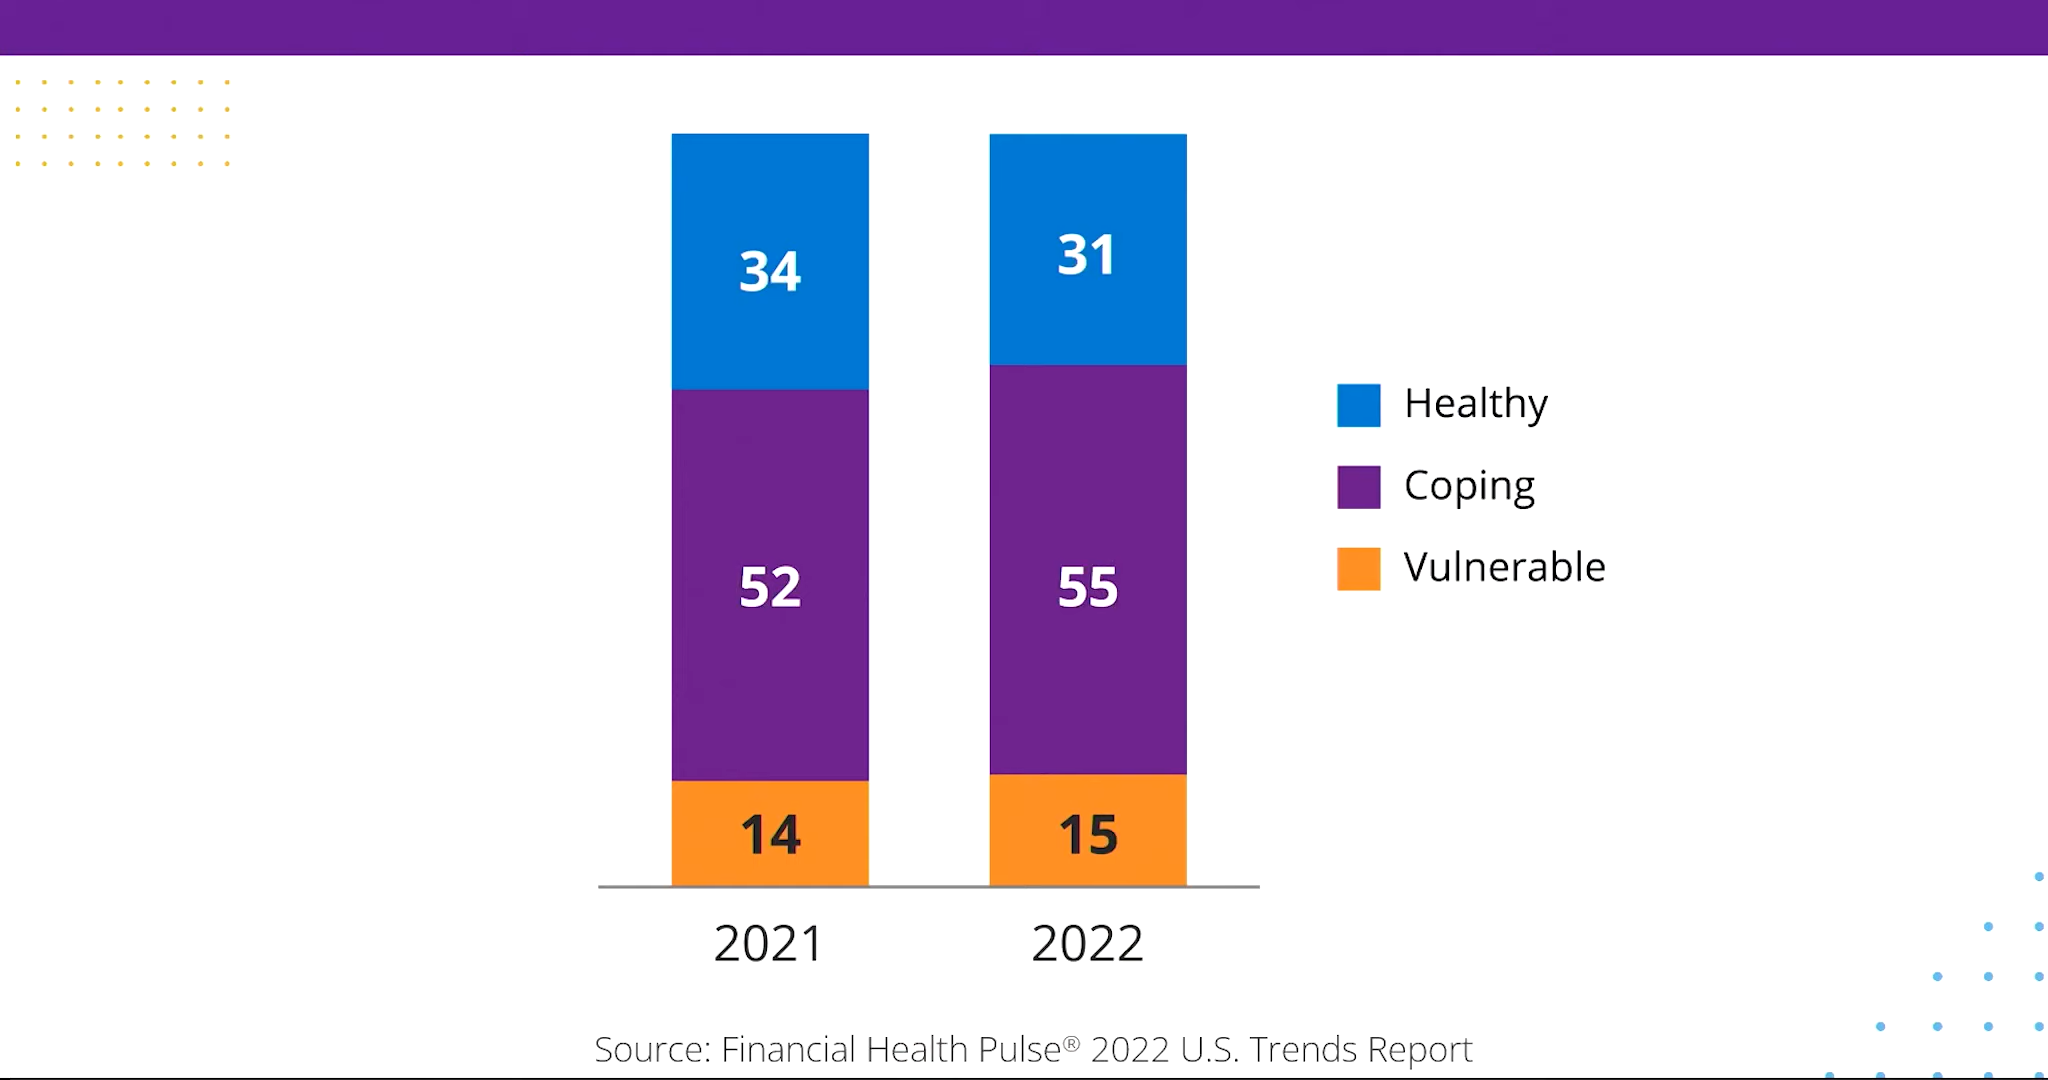 34
31
52
55
14
15
2021
2022
Healthy
Coping
Vulnerable
Source: Financial Health Pulse® 2022 U.S. Trends Report